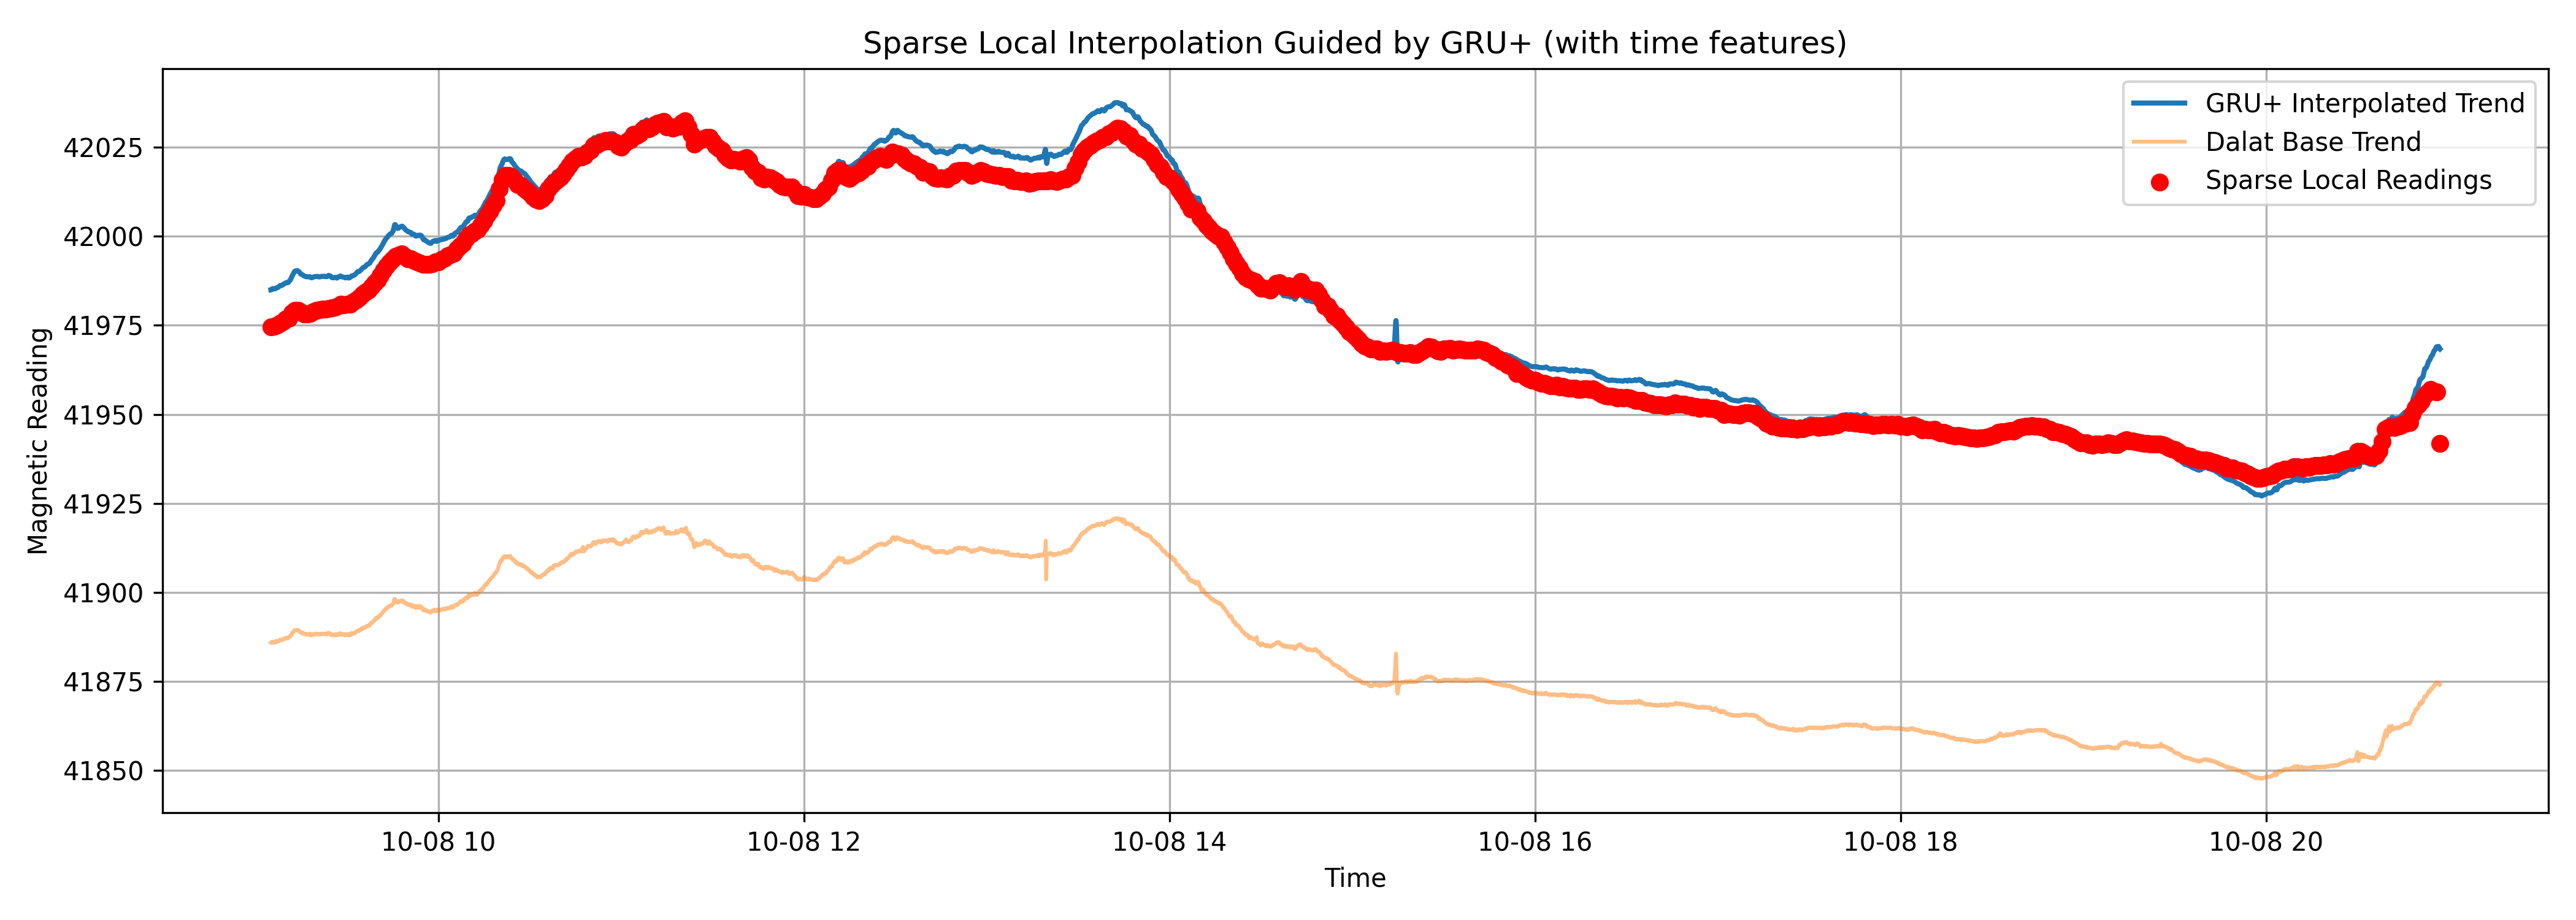 Sparse Local Interpolation Guided by GRU+ (with time features)
GRU+ Interpolated Trend
Dalat Base Trend
Sparse Local Readings
Magnetic Reading
42025
42000
41975
41950
41925
41900
41875
41850
10-08 10
10-08 12
10-08 14
10-08 16
10-08 18
10-08 20
Time